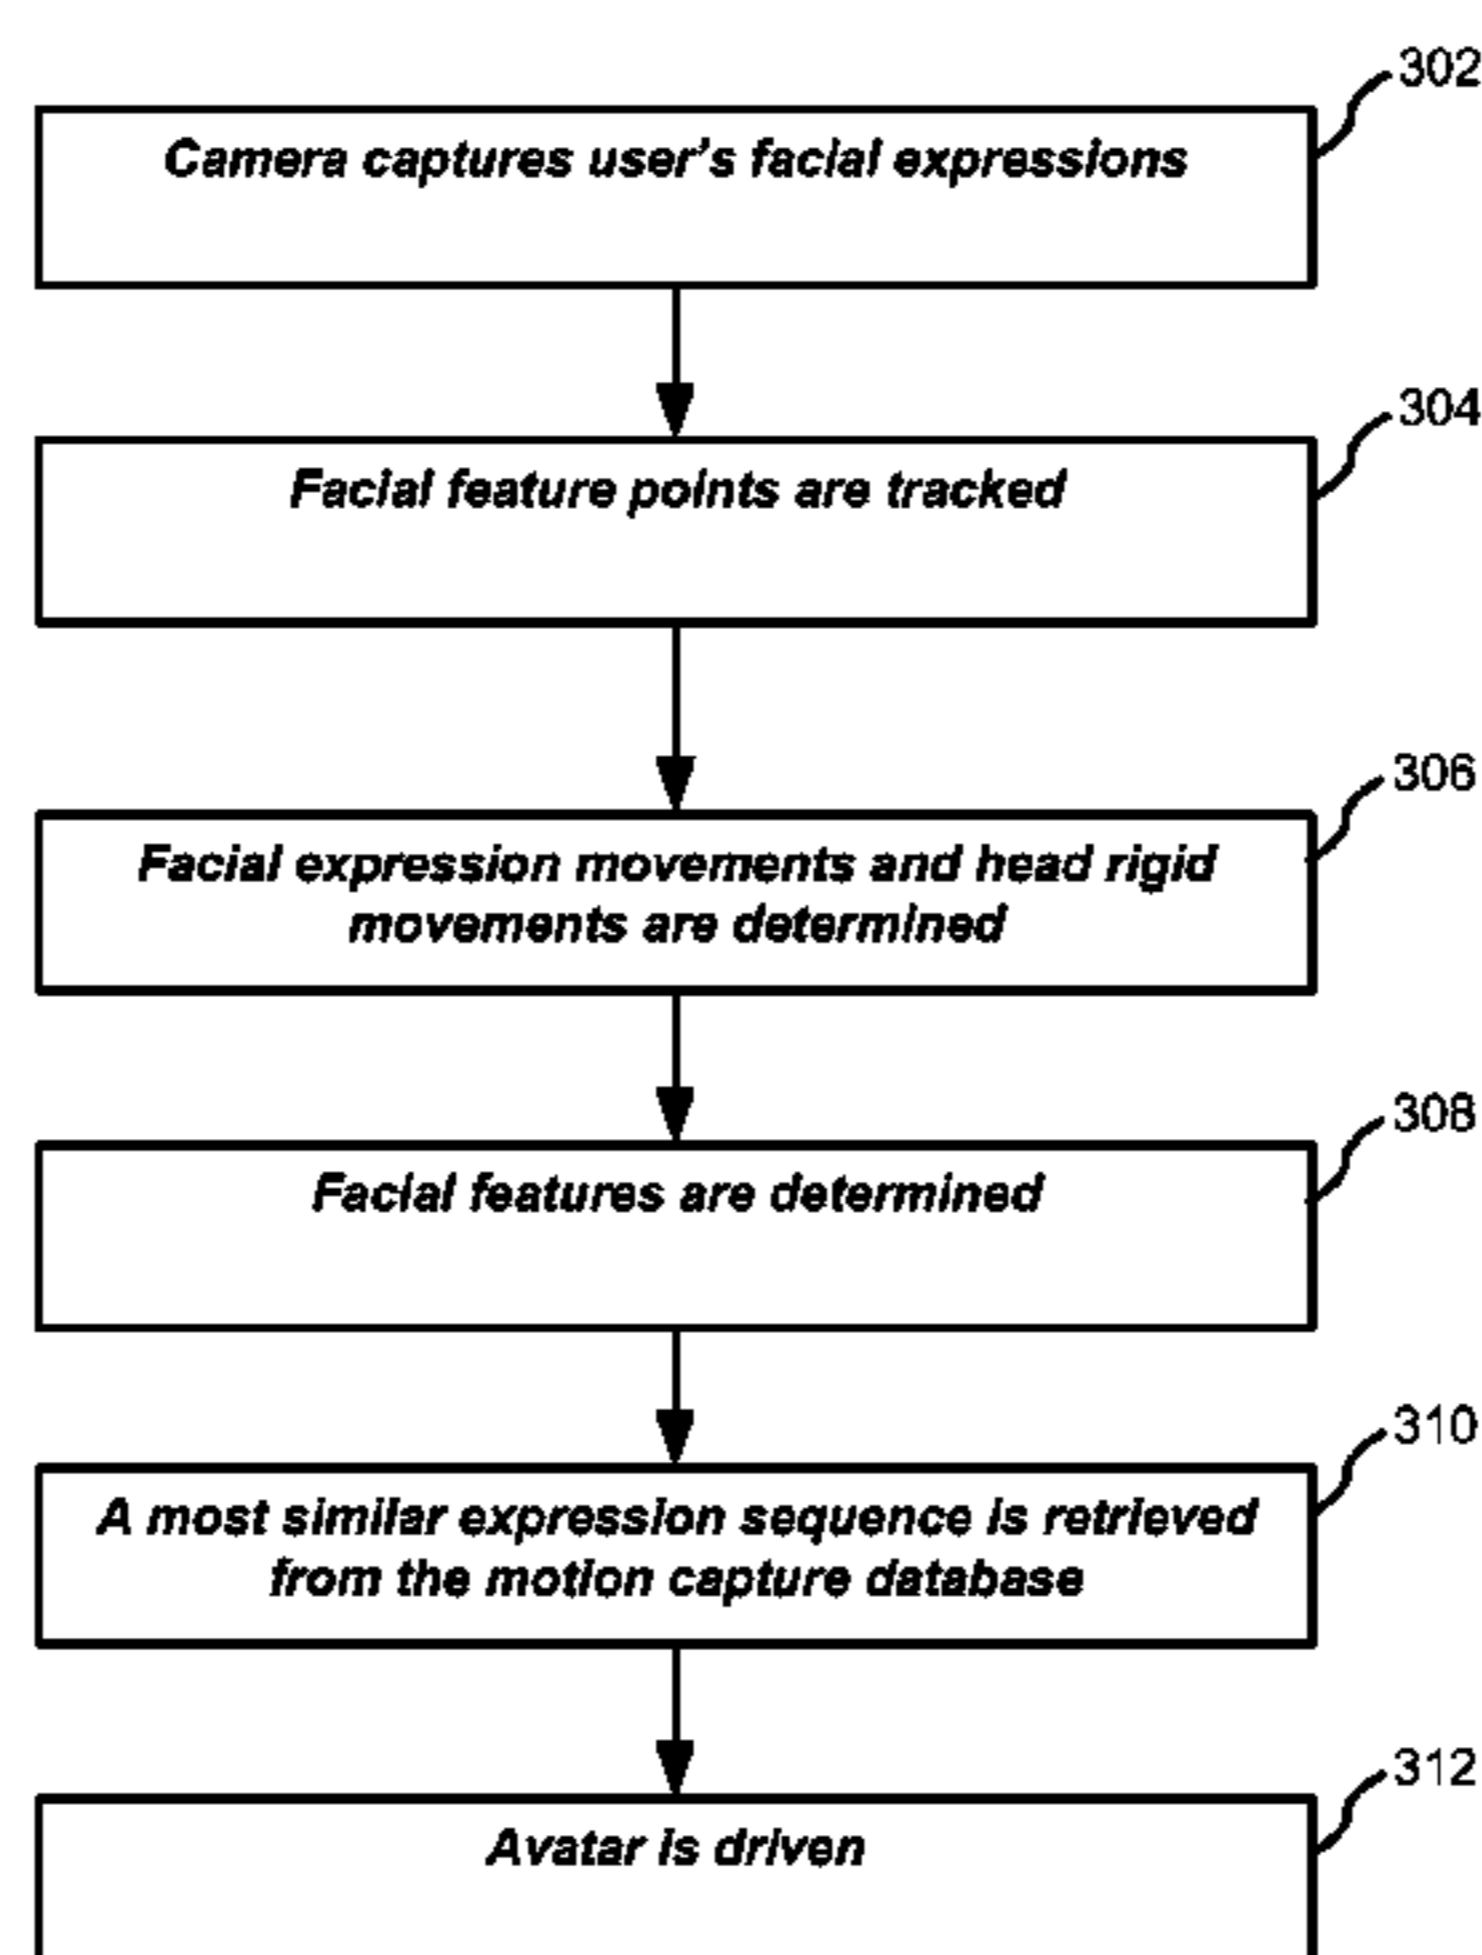 302
Camera captures user's facial expressions
304
Facial feature points are tracked
306
Facial expression movements and head rigid
movements are determined
308
Facial features are determined
310
A most similar expression sequence is retrieved
from the motion capture database
312
Avatar is driven